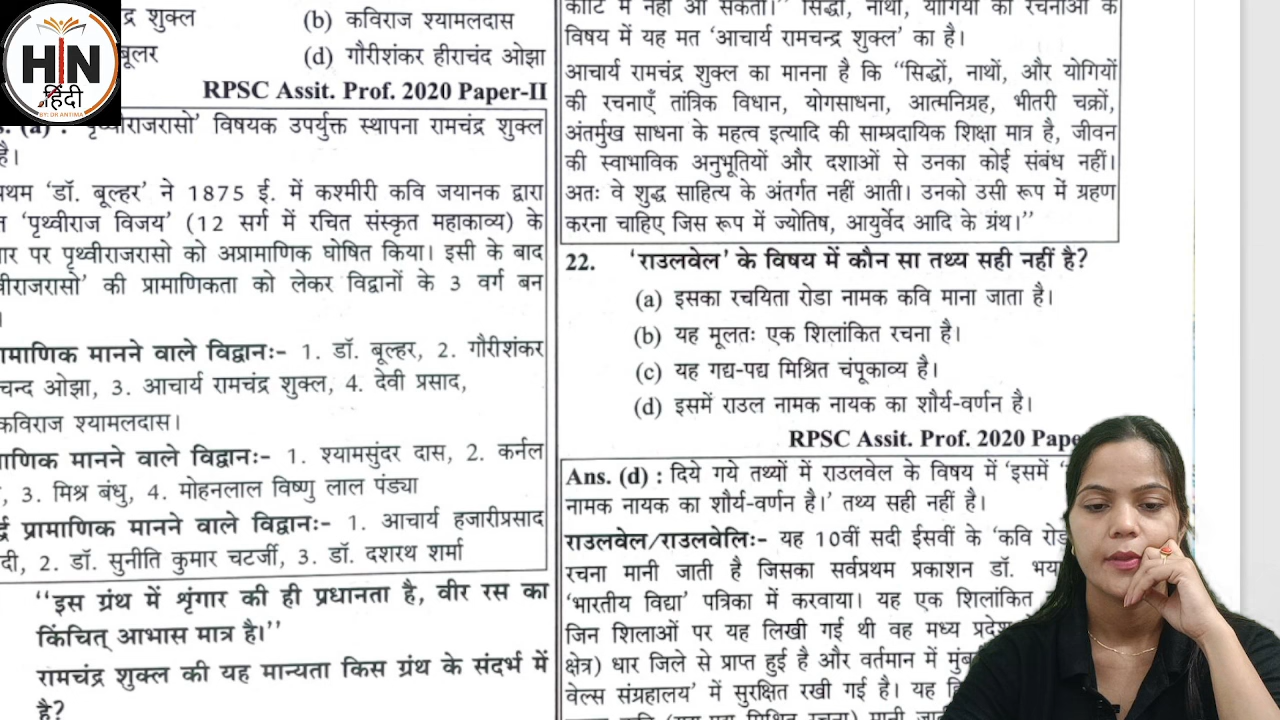 HIN
हिंदी
BY: DR ANTIMA
द्र शुक्ल
(b) कविराज श्यामलदास
बूलर
(d) गौरीशंकर हीराचंद ओझा
RPSC Assit. Prof. 2020 Paper-II
(a) : 'पृथ्वीराजरासो' विषयक उपर्युक्त स्थापना रामचंद्र शुक्ल
है।
'डॉ. बूल्हर' ने 1875 ई. में कश्मीरी कवि जयानक द्वारा
'पृथ्वीराज विजय' (12 सर्ग में रचित संस्कृत महाकाव्य) के
पर पृथ्वीराजरासो को अप्रामाणिक घोषित किया। इसी के बाद
की प्रामाणिकता को लेकर विद्वानों के 3 वर्ग बन
मानने वाले विद्वानः- 1. डॉ. बूल्हर, 2. गौरीशंकर
चन्द ओझा, 3. आचार्य रामचंद्र शुक्ल, 4. देवी प्रसाद,
कविराज श्यामलदास।
मानने वाले विद्वानः- 1. श्यामसुंदर दास, 2. कर्नल
3. मिश्र बंधु, 4. मोहनलाल विष्णु लाल पंड्या
प्रामाणिक मानने वाले विद्वानः- 1. आचार्य हजारीप्रसाद
2. डॉ. सुनीति कुमार चटर्जी, 3. डॉ. दशरथ शर्मा
"इस ग्रंथ में शृंगार की ही प्रधानता है, वीर रस का
किंचित् आभास मात्र है।"
रामचंद्र शुक्ल की यह मान्यता किस ग्रंथ के संदर्भ में
है?
कोटि में नहीं आ सकती।" सिद्धों, नाथों, योगियों की रचनाओं के
विषय में यह मत 'आचार्य रामचन्द्र शुक्ल' का है।
आचार्य रामचंद्र शुक्ल का मानना है कि "सिद्धों, नाथों, और योगियों
की रचनाएँ तांत्रिक विधान, योगसाधना, आत्मनिग्रह, भीतरी चक्रों,
अंतर्मुख साधना के महत्व इत्यादि की साम्प्रदायिक शिक्षा मात्र है, जीवन
की स्वाभाविक अनुभूतियों और दशाओं से उनका कोई संबंध नहीं।
अतः वे शुद्ध साहित्य के अंतर्गत नहीं आती। उनको उसी रूप में ग्रहण
करना चाहिए जिस रूप में ज्योतिष, आयुर्वेद आदि के ग्रंथ।"
22. 'राउलवेल' के विषय में कौन सा तथ्य सही नहीं है?
(a) इसका रचयिता रोडा नामक कवि माना जाता है।
(b) यह मूलतः एक शिलांकित रचना है।
(c) यह गद्य-पद्य मिश्रित चंपूकाव्य है।
(d) इसमें राउल नामक नायक का शौर्य-वर्णन है।
RPSC Assit. Prof. 2020
Ans. (d) : दिये गये तथ्यों में राउलवेल के विषय में 'इसमें
नामक नायक का शौर्य-वर्णन है।' तथ्य सही नहीं है।
राउलवेल/राउलवेलिः- यह 10वीं सदी ईसवीं के 'कवि
रचना मानी जाती है जिसका सर्वप्रथम प्रकाशन डॉ.
'भारतीय विद्या' पत्रिका में करवाया। यह एक शिलांकित
जिन शिलाओं पर यह लिखी गई थी वह मध्य
क्षेत्र) धार जिले से प्राप्त हुई है और वर्तमान में
वेल्स संग्रहालय' में सुरक्षित रखी गई है। यह